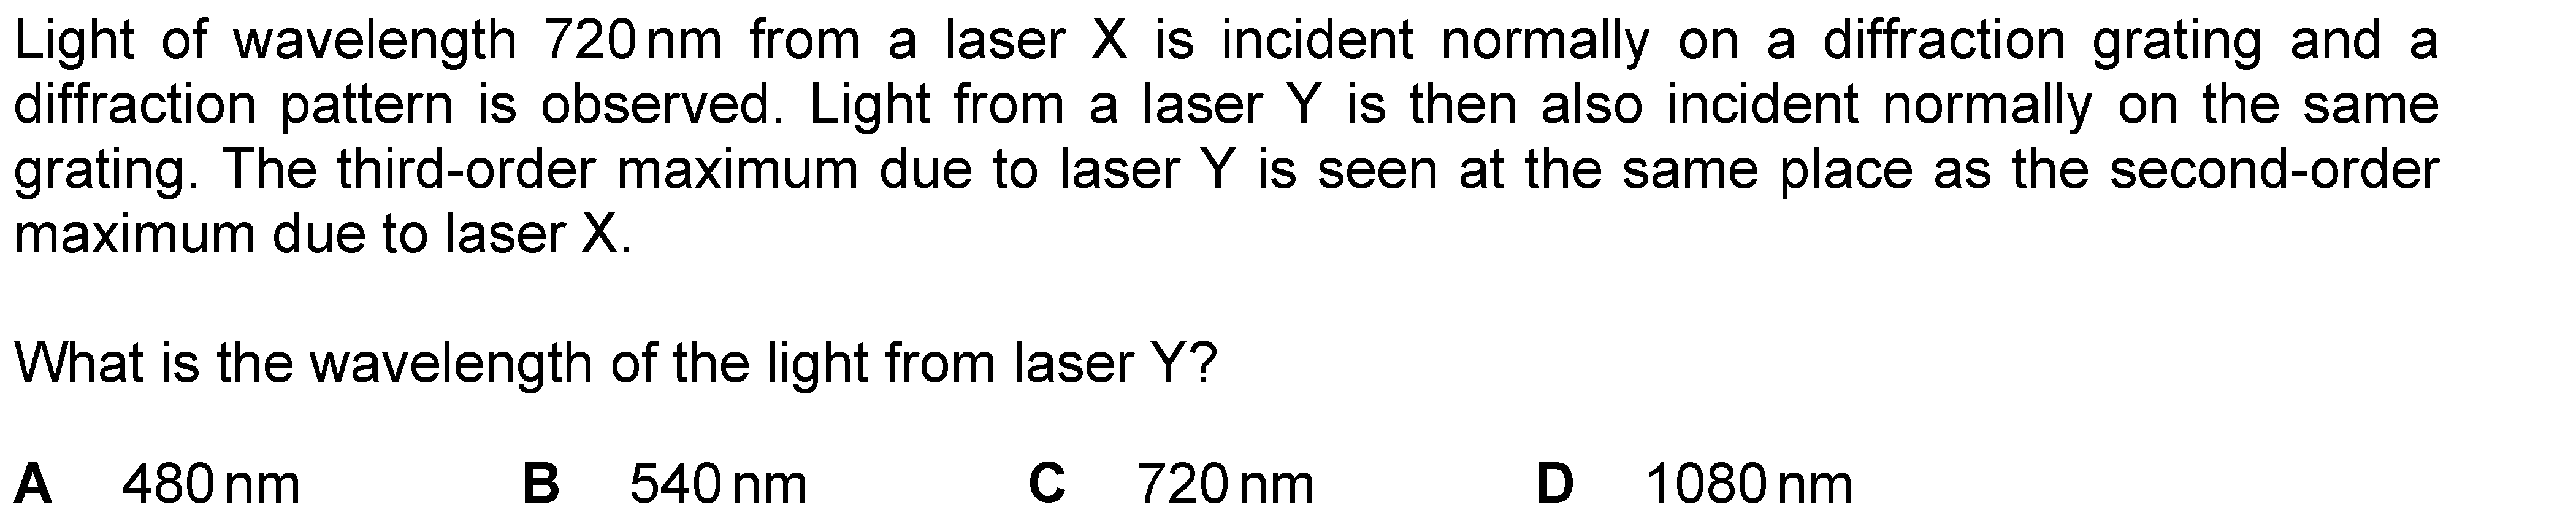 Light of wavelength 720 nm from a laser X is incident normally on a diffraction grating and a
diffraction pattern is observed. Light from a laser Y is then also incident normally on the same
grating. The third-order maximum due to laser Y is seen at the same place as the second-order
maximum due to laser X.
What is the wavelength of the light from laser Y?
A 480 nm B 540 nm C 720 nm D 1080 nm